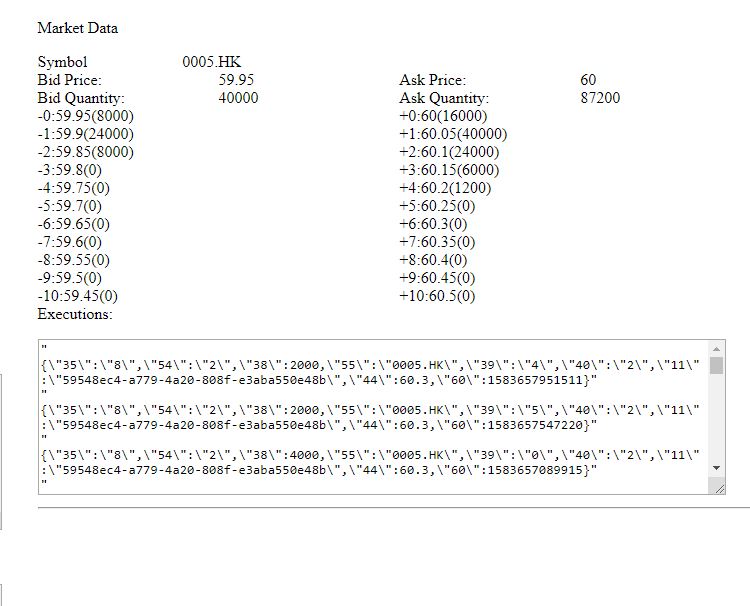 Market Data
Symbol 0005.HK
Bid Price: 59.95 Ask Price: 60
Bid Quantity: 40000 Ask Quantity: 87200
-0:59.95(8000) +0:60(16000)
-1:59.9(24000) +1:60.05(40000)
-2:59.85(8000) +2:60.1(24000)
-3:59.8(0) +3:60.15(6000)
-4:59.75(0) +4:60.2(1200)
-5:59.7(0) +5:60.25(0)
-6:59.65(0) +6:60.3(0)
-7:59.6(0) +7:60.35(0)
-8:59.55(0) +8:60.4(0)
-9:59.5(0) +9:60.45(0)
-10:59.45(0) +10:60.5(0)
Executions:
"
{\"35\":\"8\",\"54\":\"2\",\"38\":2000,\"55\":\"0005.HK\",\"39\":\"4\",\"40\":\"2\",\"11\"
:\"59548ec4-a779-4a20-808f-e3aba550e48b\",\"44\":60.3,\"60\":1583657951511}"
"
{\"35\":\"8\",\"54\":\"2\",\"38\":2000,\"55\":\"0005.HK\",\"39\":\"5\",\"40\":\"2\",\"11\"
:\"59548ec4-a779-4a20-808f-e3aba550e48b\",\"44\":60.3,\"60\":1583657547220}"
"
{\"35\":\"8\",\"54\":\"2\",\"38\":4000,\"55\":\"0005.HK\",\"39\":\"0\",\"40\":\"2\",\"11\"
:\"59548ec4-a779-4a20-808f-e3aba550e48b\",\"44\":60.3,\"60\":1583657089915}"
"